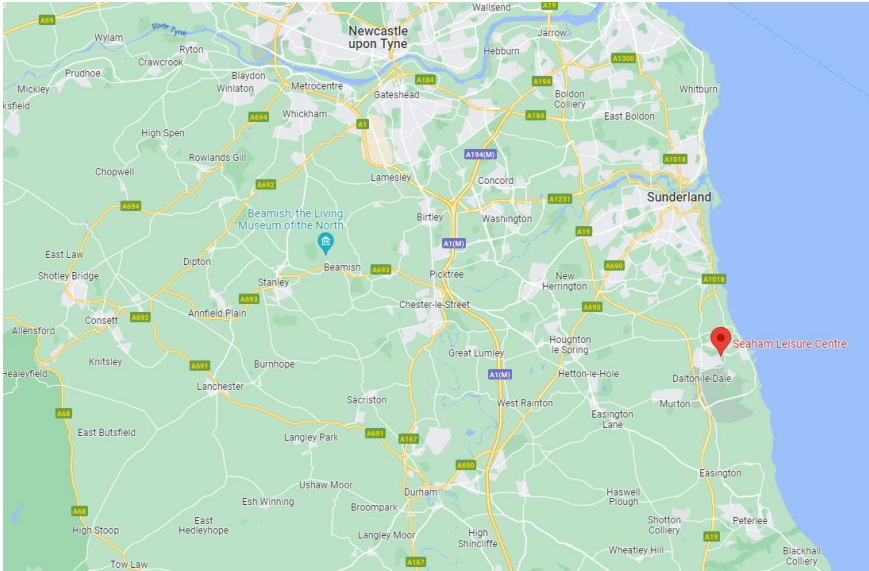 Wallsend
A19
A69
River Tyne
Newcastle
upon Tyne
Jarrow
Wylam
Ryton
Hebburn
Crawcrook
A1300
Prudhoe
Blaydon
Mickley
Winlaton
Metrocentre
A184
A194
Whitburn
Gateshead
Boldon
Colliery
ksfield
Whickham
A694
A184
East Boldon
A1
High Spen
Rowlands Gill
A194(M)
A1018
Chopwell
Lamesley
Concord
A692
A1231
Sunderland
A694
Beamish, the Living
Museum of the North
Birtley
Washington
A19
A1(M)
East Law
Dipton
A690
Shotley Bridge
Beamish
A693
Picktree
New
Herrington
A1018
Stanley
A693
Chester-le-Street
A690
Annfield Plain
A692
Consett
Allensford
Houghton
le Spring
Seaham Leisure Centre
Great Lumley
Knitsley
Burnhope
A691
Healeyfield
A1(M)
Hetton-le-Hole
Dalton-le-Dale
Lanchester
Sacriston
West Rainton
Murton
A68
Easington
Lane
East Butsfield
Langley Park
A691
A167
A690
Easington
Ushaw Moor
Durham
Haswell
Plough
Esh Winning
Broompark
A68
East
Hedleyhope
Shotton
Colliery
Peterlee
High Stoop
Langley Moor
High
Shincliffe
A19
Wheatley Hill
Blackhall
Colliery
Tow Law
A167